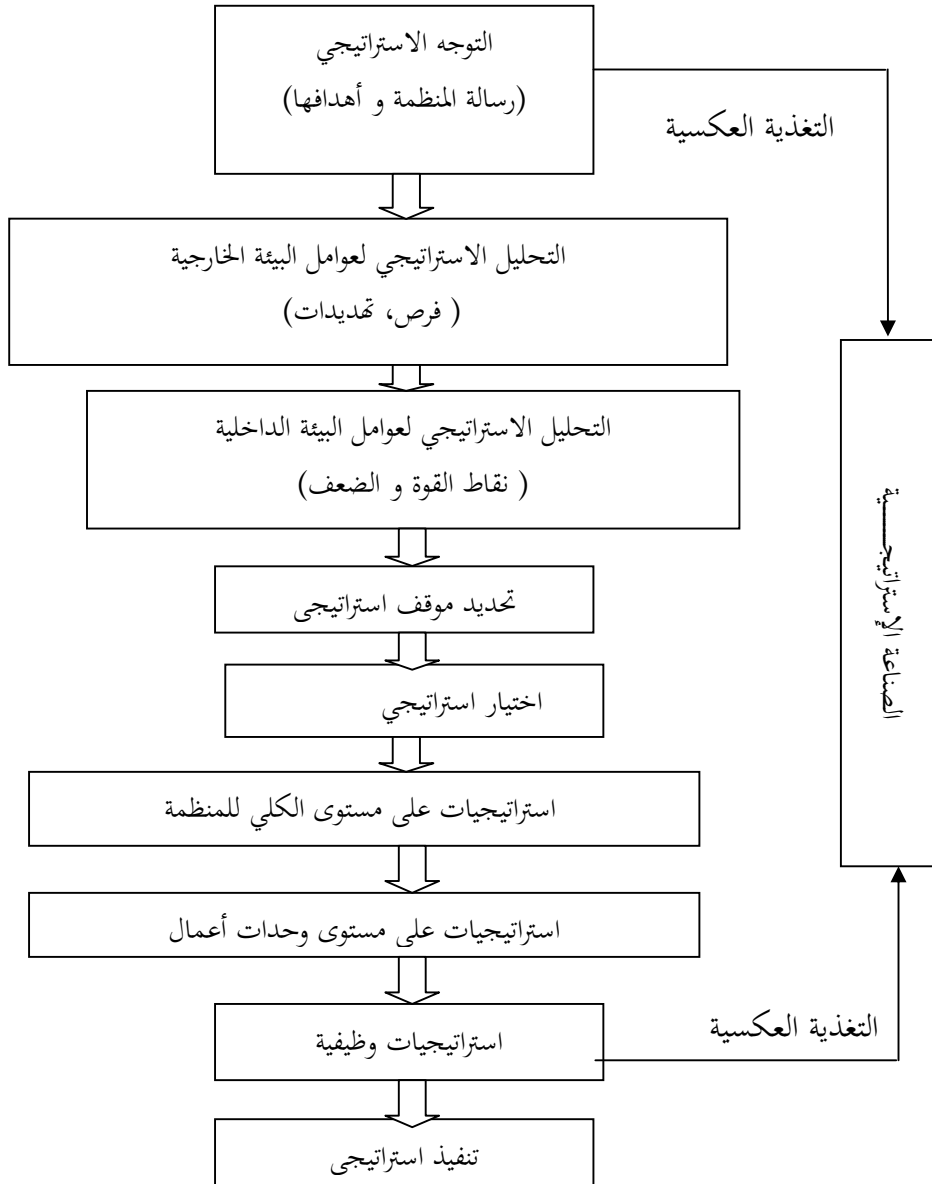 التوجه الاستراتيجي
(رسالة المنظمة و أهدافها)
التغذية العكسية
التحليل الاستراتيجي لعوامل البيئة الخارجية
( فرص، تهديدات)
التحليل الاستراتيجي لعوامل البيئة الداخلية
( نقاط القوة و الضعف)
الصناعة الإستراتيجـــــية
تحديد موقف استراتيجي
اختيار استراتيجي
استراتيجيات على مستوى الكلي للمنظمة
استراتيجيات على مستوى وحدات أعمال
استراتيجيات وظيفية
التغذية العكسية
تنفيذ استراتيجي